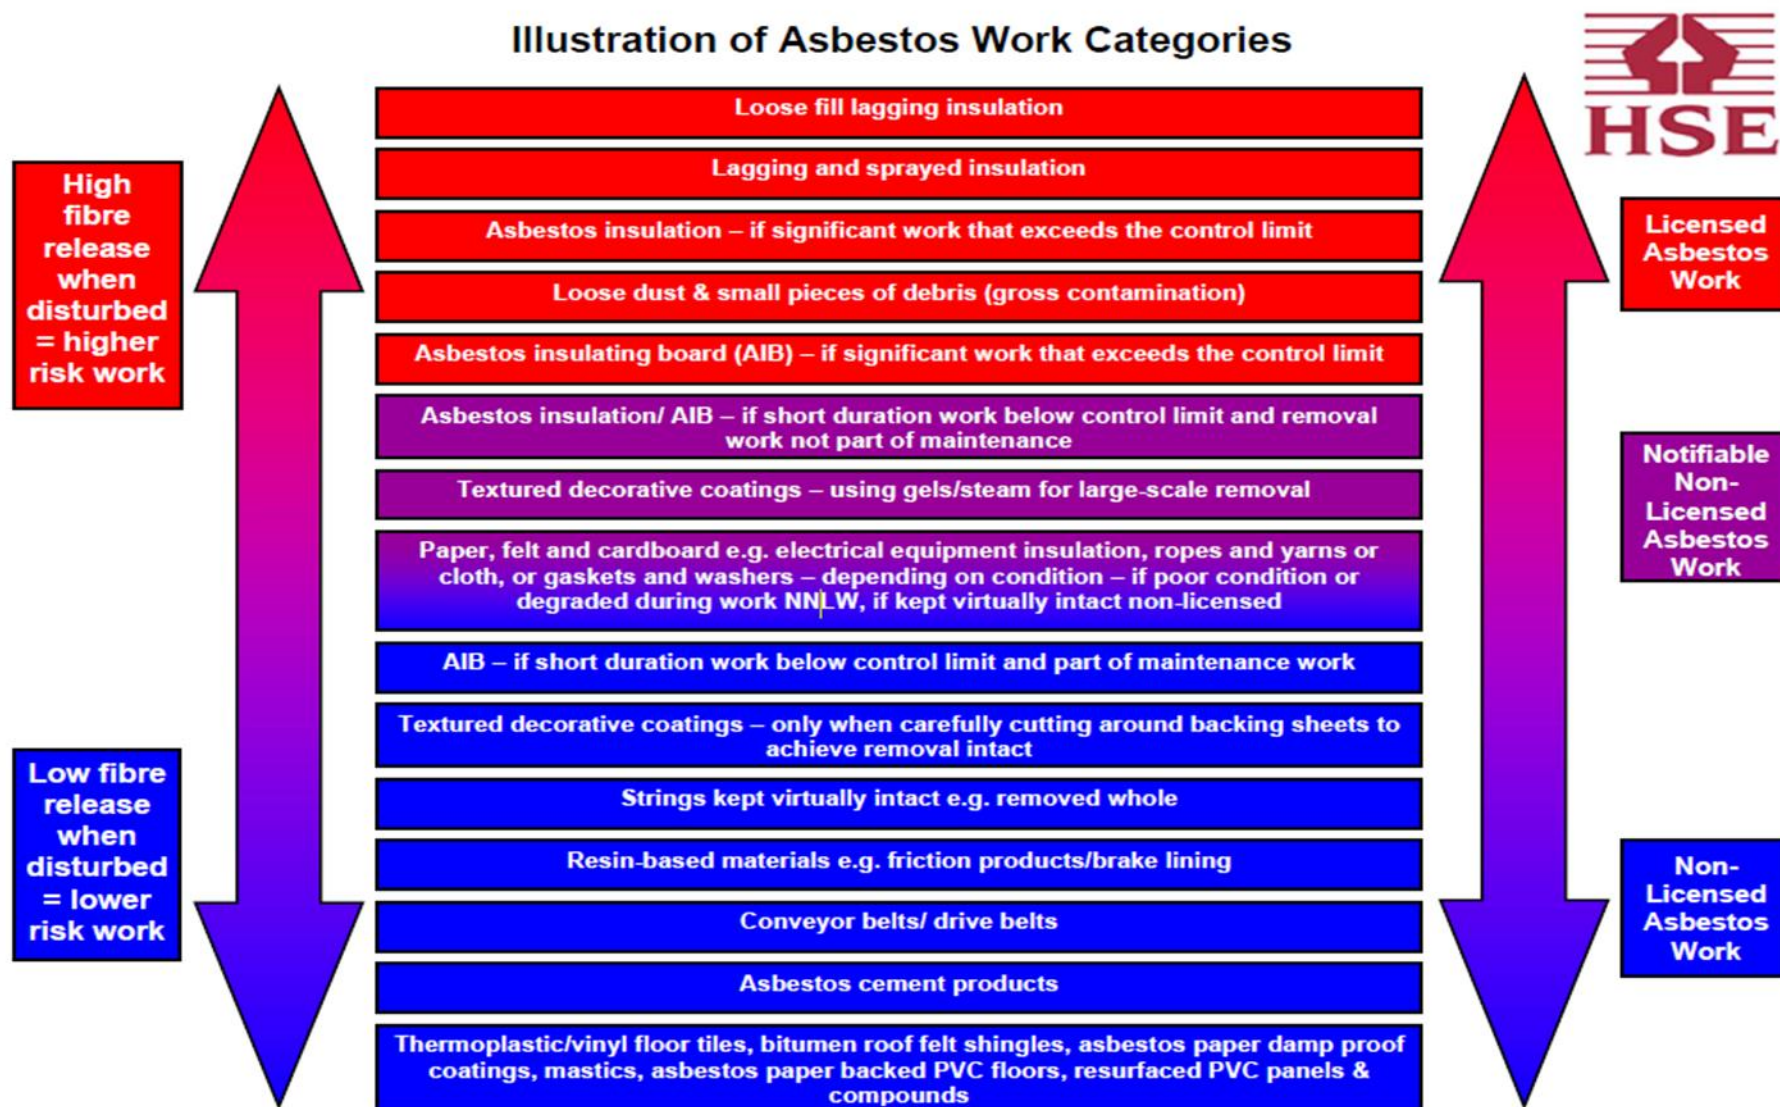 Illustration of Asbestos Work Categories
HSE
High
fibre
release
when
disturbed
= higher
risk work
Low fibre
release
when
disturbed
= lower
risk work
Loose fill lagging insulation
Lagging and sprayed insulation
Asbestos insulation – if significant work that exceeds the control limit
Loose dust & small pieces of debris (gross contamination)
Asbestos insulating board (AIB) – if significant work that exceeds the control limit
Asbestos insulation/ AIB – if short duration work below control limit and removal
work not part of maintenance
Textured decorative coatings – using gels/steam for large-scale removal
Paper, felt and cardboard e.g. electrical equipment insulation, ropes and yarns or
cloth, or gaskets and washers – depending on condition – if poor condition or
degraded during work NNLW, if kept virtually intact non-licensed
AIB – if short duration work below control limit and part of maintenance work
Textured decorative coatings – only when carefully cutting around backing sheets to
achieve removal intact
Strings kept virtually intact e.g. removed whole
Resin-based materials e.g. friction products/brake lining
Conveyor belts/ drive belts
Asbestos cement products
Thermoplastic/vinyl floor tiles, bitumen roof felt shingles, asbestos paper damp proof
coatings, mastics, asbestos paper backed PVC floors, resurfaced PVC panels &
compounds
Licensed
Asbestos
Work
Notifiable
Non-
Licensed
Asbestos
Work
Non-
Licensed
Asbestos
Work